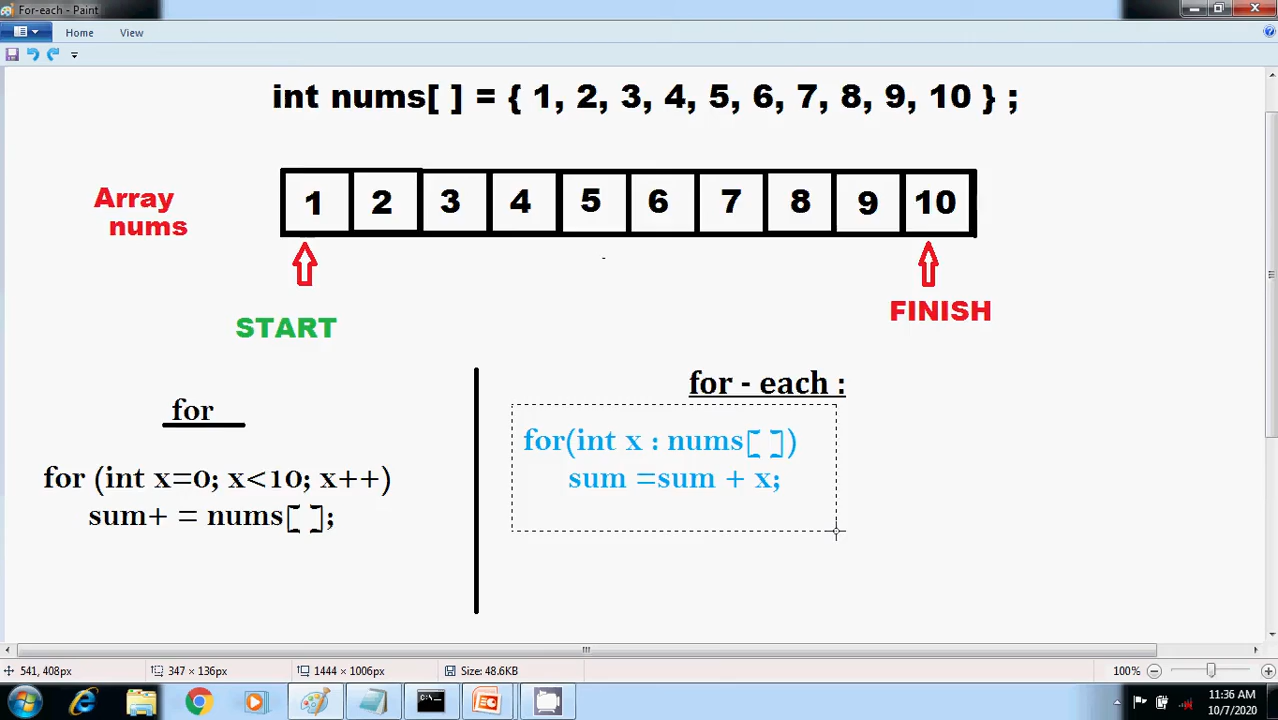 For-each - Paint
Home View
int nums[ ] = { 1, 2, 3, 4, 5, 6, 7, 8, 9, 10 } ;
Array
nums
1 2 3 4 5 6 7 8 9 10
START
FINISH
for - each :
for
for(int x : nums[ ])
sum =sum + x;
for (int x=0; x<10; x++)
sum+ = nums[ ];
541, 408px 347 × 136px 1444 × 1006px Size: 48.6KB 100%
11:36 AM
10/7/2020